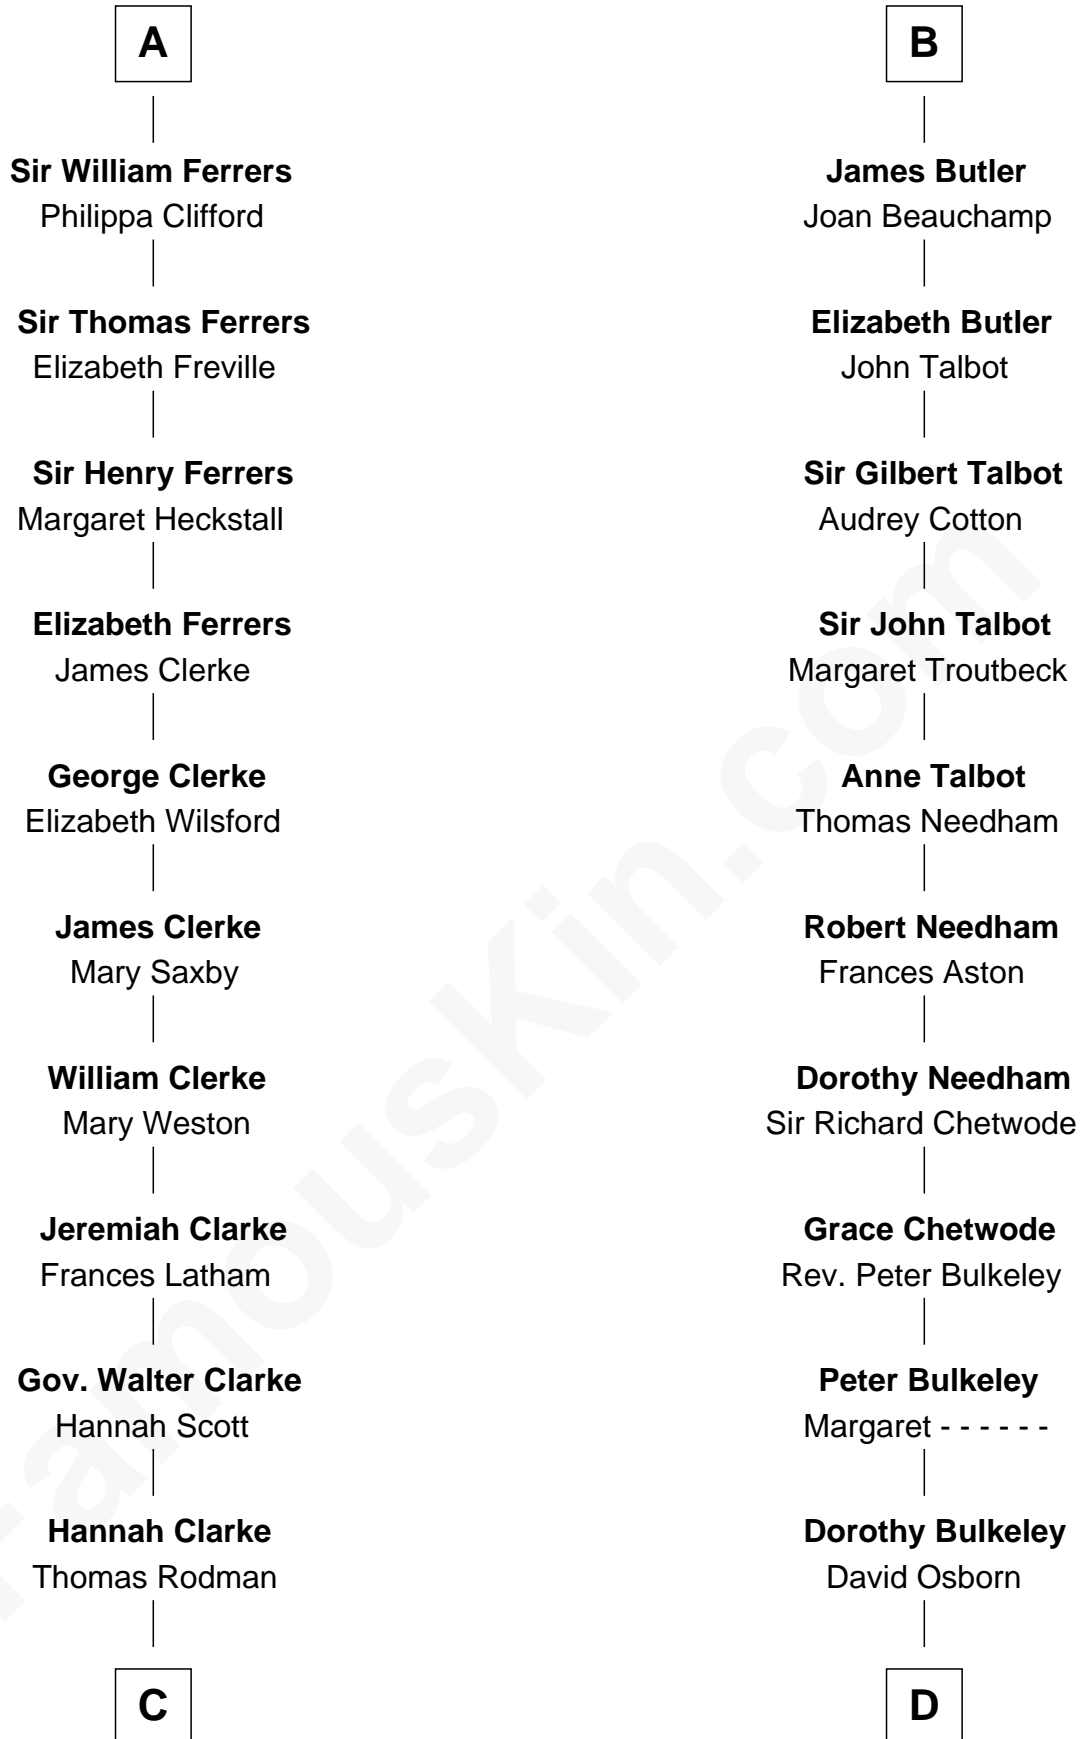 A
Sir William Ferrers
Philippa Clifford
Sir Thomas Ferrers
Elizabeth Freville
Sir Henry Ferrers
Margaret Heckstall
Elizabeth Ferrers
James Clerke
George Clerke
Elizabeth Wilsford
James Clerke
Mary Saxby
William Clerke
Mary Weston
Jeremiah Clarke
Frances Latham
Gov. Walter Clarke
Hannah Scott
Hannah Clarke
Thomas Rodman
C
B
James Butler
Joan Beauchamp
Elizabeth Butler
John Talbot
Sir Gilbert Talbot
Audrey Cotton
Sir John Talbot
Margaret Troutbeck
Anne Talbot
Thomas Needham
Robert Needham
Frances Aston
Dorothy Needham
Sir Richard Chetwode
Grace Chetwode
Rev. Peter Bulkeley
Peter Bulkeley
Margaret - - - - - -
Dorothy Bulkeley
David Osborn
D
FamousKin.com